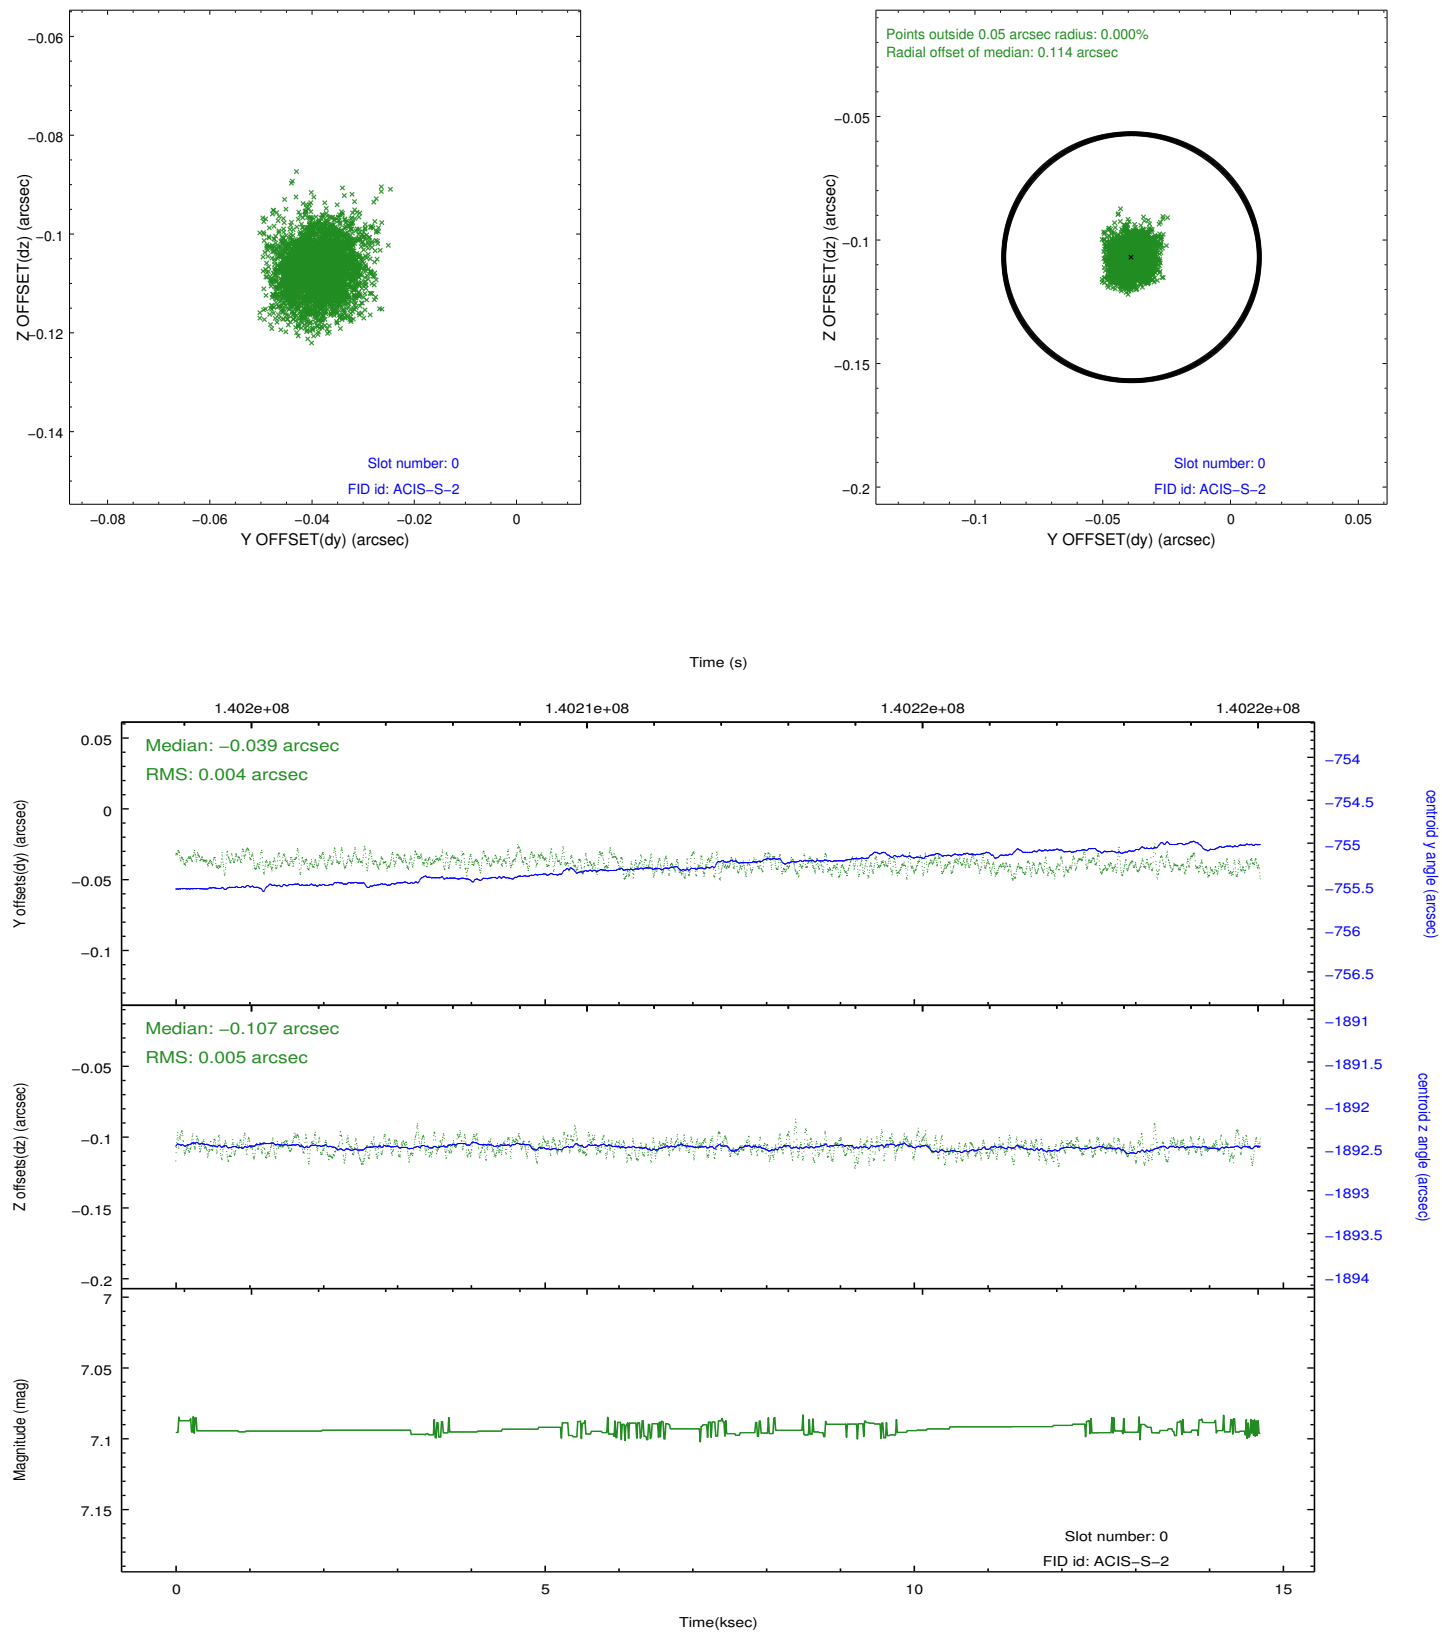 −0.06
−0.08
−0.1
−0.12
−0.14
Z OFFSET(dz) (arcsec)
Slot number: 0
FID id: ACIS−S−2
−0.08 −0.06 −0.04 −0.02 0
Y OFFSET(dy) (arcsec)
Points outside 0.05 arcsec radius: 0.000%
Radial offset of median: 0.114 arcsec
−0.05
−0.1
−0.15
−0.2
Z OFFSET(dz) (arcsec)
Slot number: 0
FID id: ACIS−S−2
−0.1 −0.05 0 0.05
Y OFFSET(dy) (arcsec)
Time (s)
1.402e+08 1.4021e+08 1.4022e+08 1.4022e+08
Median: −0.039 arcsec
RMS: 0.004 arcsec
0.05
0
−0.05
−0.1
Y offsets(dy) (arcsec)
−754
−754.5
−755
−755.5
−756
−756.5
centroid y angle (arcsec)
Median: −0.107 arcsec
RMS: 0.005 arcsec
−0.05
−0.1
−0.15
−0.2
Z offsets(dz) (arcsec)
−1891
−1891.5
−1892
−1892.5
−1893
−1893.5
−1894
centroid z angle (arcsec)
7
7.05
7.1
7.15
Magnitude (mag)
Slot number: 0
FID id: ACIS−S−2
0 5 10 15
Time(ksec)